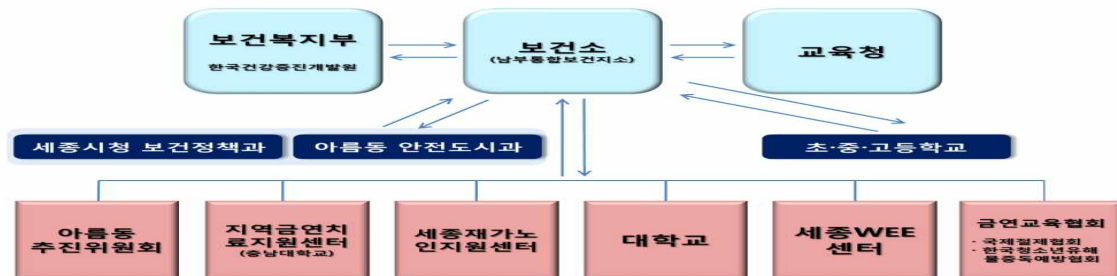 보건복지부
한국건강증진개발원
보건소
(남부통합보건지소)
교육청
세종시청 보건정책과
아름동 안전도시과
초·중·고등학교
아름동
추진위원회
지역금연치
료지원센터
(충남대학교)
세종재가노
인지원센터
대학교
세종WEE
센터
금연교육협회
- 국제절제협회
- 한국청소년유해
물중독예방협회